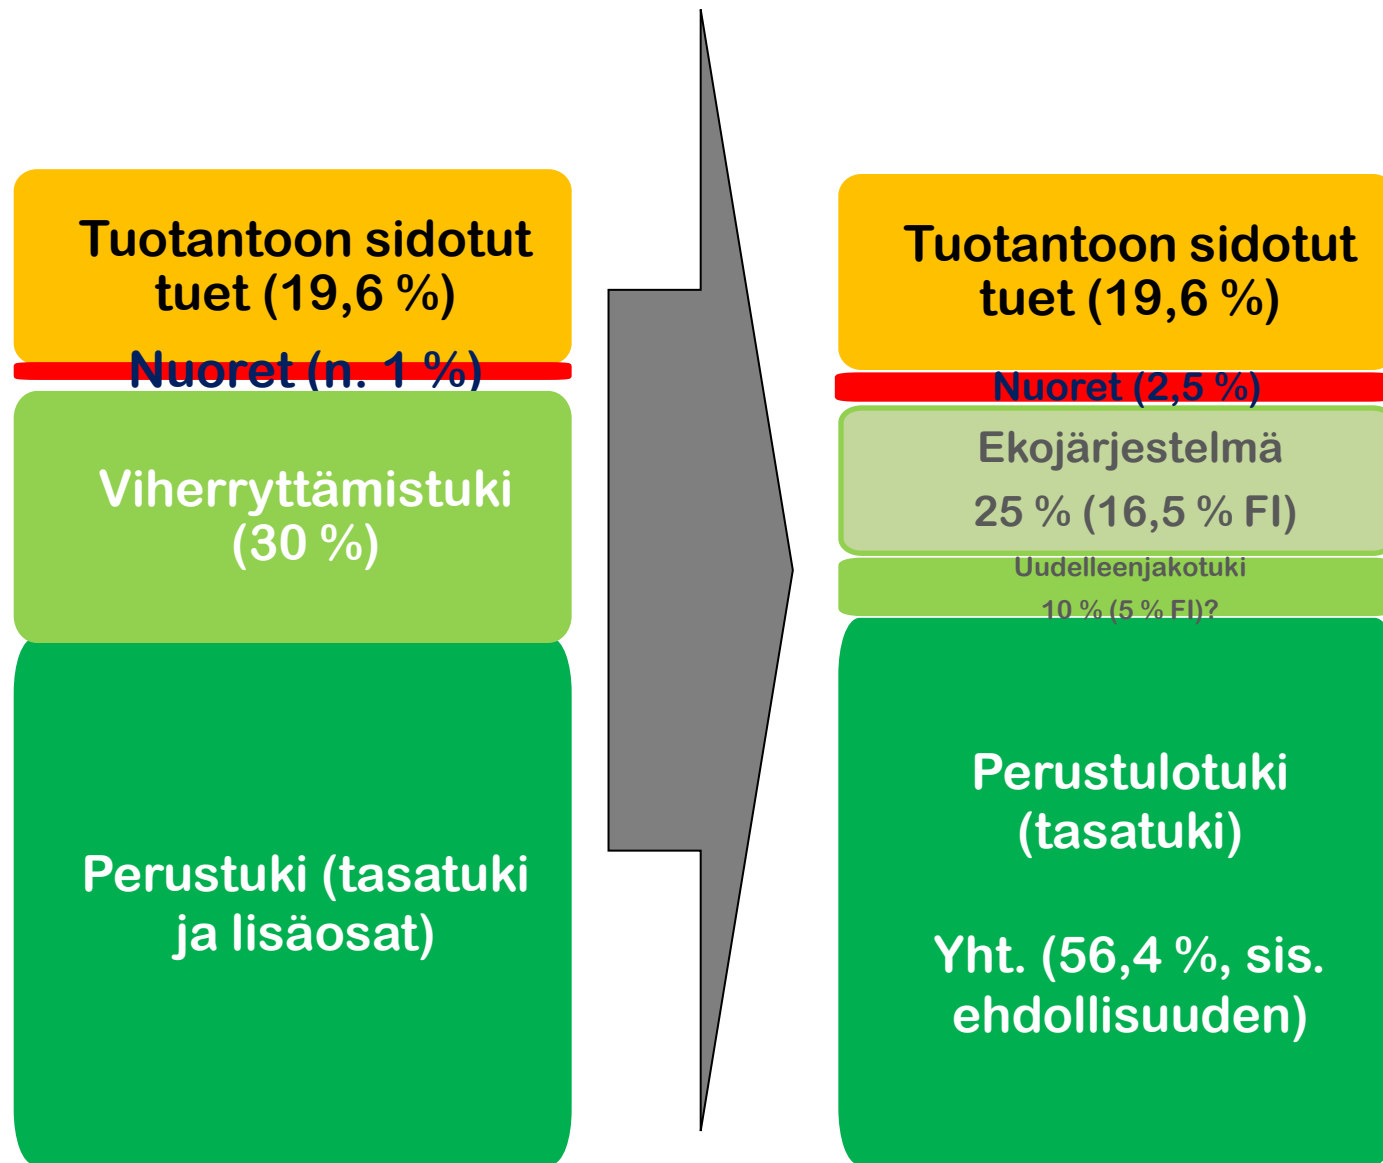 Tuotantoon sidotut
tuet (19,6 %)
Nuoret (n. 1 %)
Viherryttämistuki
(30 %)
Perustuki (tasatuki
ja lisäosat)
Tuotantoon sidotut
tuet (19,6 %)
Nuoret (2,5 %)
Ekojärjestelmä
25 % (16,5 % FI)
Uudelleenjakotuki
10 % (5 % FI)?
Perustulotuki
(tasatuki)
Yht. (56,4 %, sis.
ehdollisuuden)